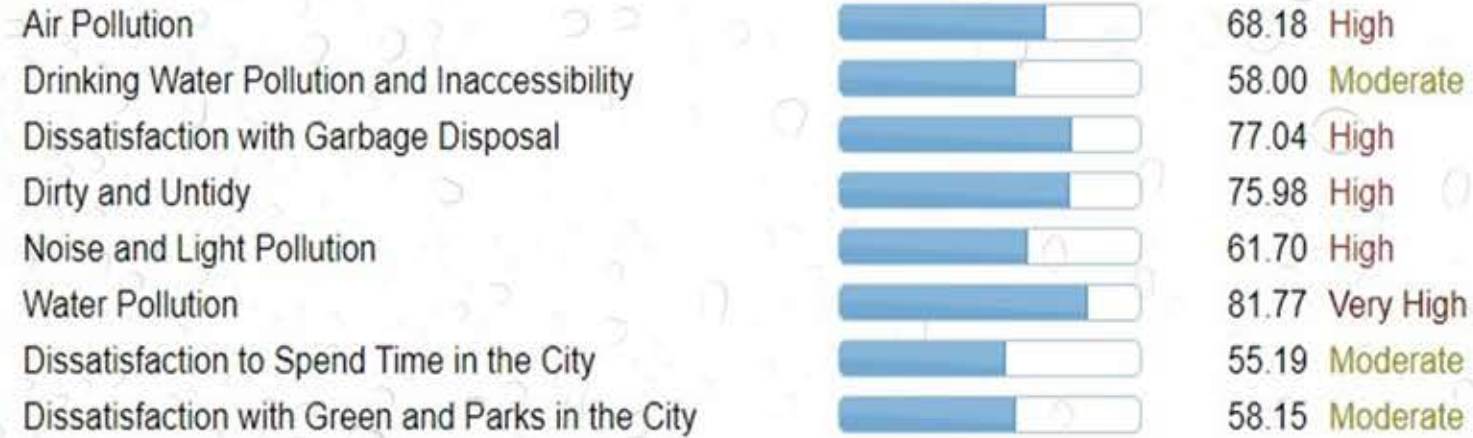 Air Pollution 68.18 High
Drinking Water Pollution and Inaccessibility 58.00 Moderate
Dissatisfaction with Garbage Disposal 77.04 High
Dirty and Untidy 75.98 High
Noise and Light Pollution 61.70 High
Water Pollution 81.77 Very High
Dissatisfaction to Spend Time in the City 55.19 Moderate
Dissatisfaction with Green and Parks in the City 58.15 Moderate